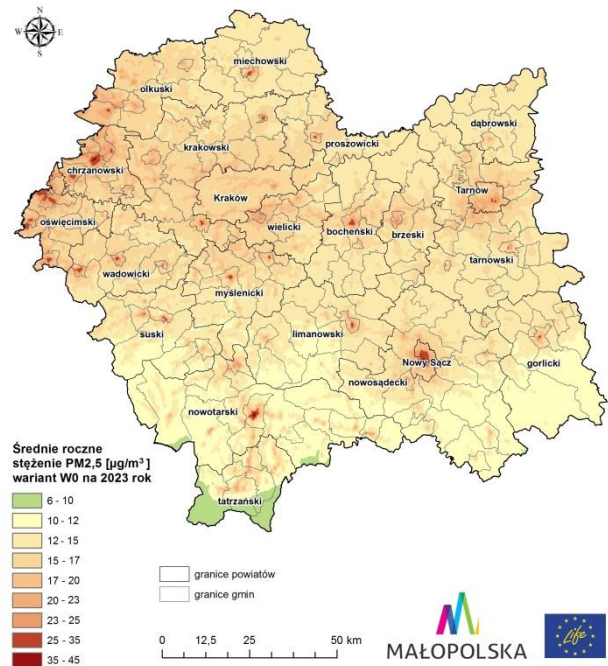 N
W E
S
miechowski
olkuski
dąbrowski
krakowski
proszowicki
chrzanowski
Tarnów
Kraków
oświęcimski
wielicki
bocheński
brzeski
wadowicki
tarnowski
myślenicki
suski
limanowski
Nowy Sącz
gorlicki
nowosądecki
nowotarski
tatrzański
Średnie roczne
stężenie PM2,5 [µg/m³]
wariant W0 na 2023 rok
6 - 10
10 - 12
12 - 15
15 - 17
17 - 20
20 - 23
23 - 25
25 - 35
35 - 45
granice powiatów
granice gmin
0 12,5 25 50 km
MAŁOPOLSKA
Life